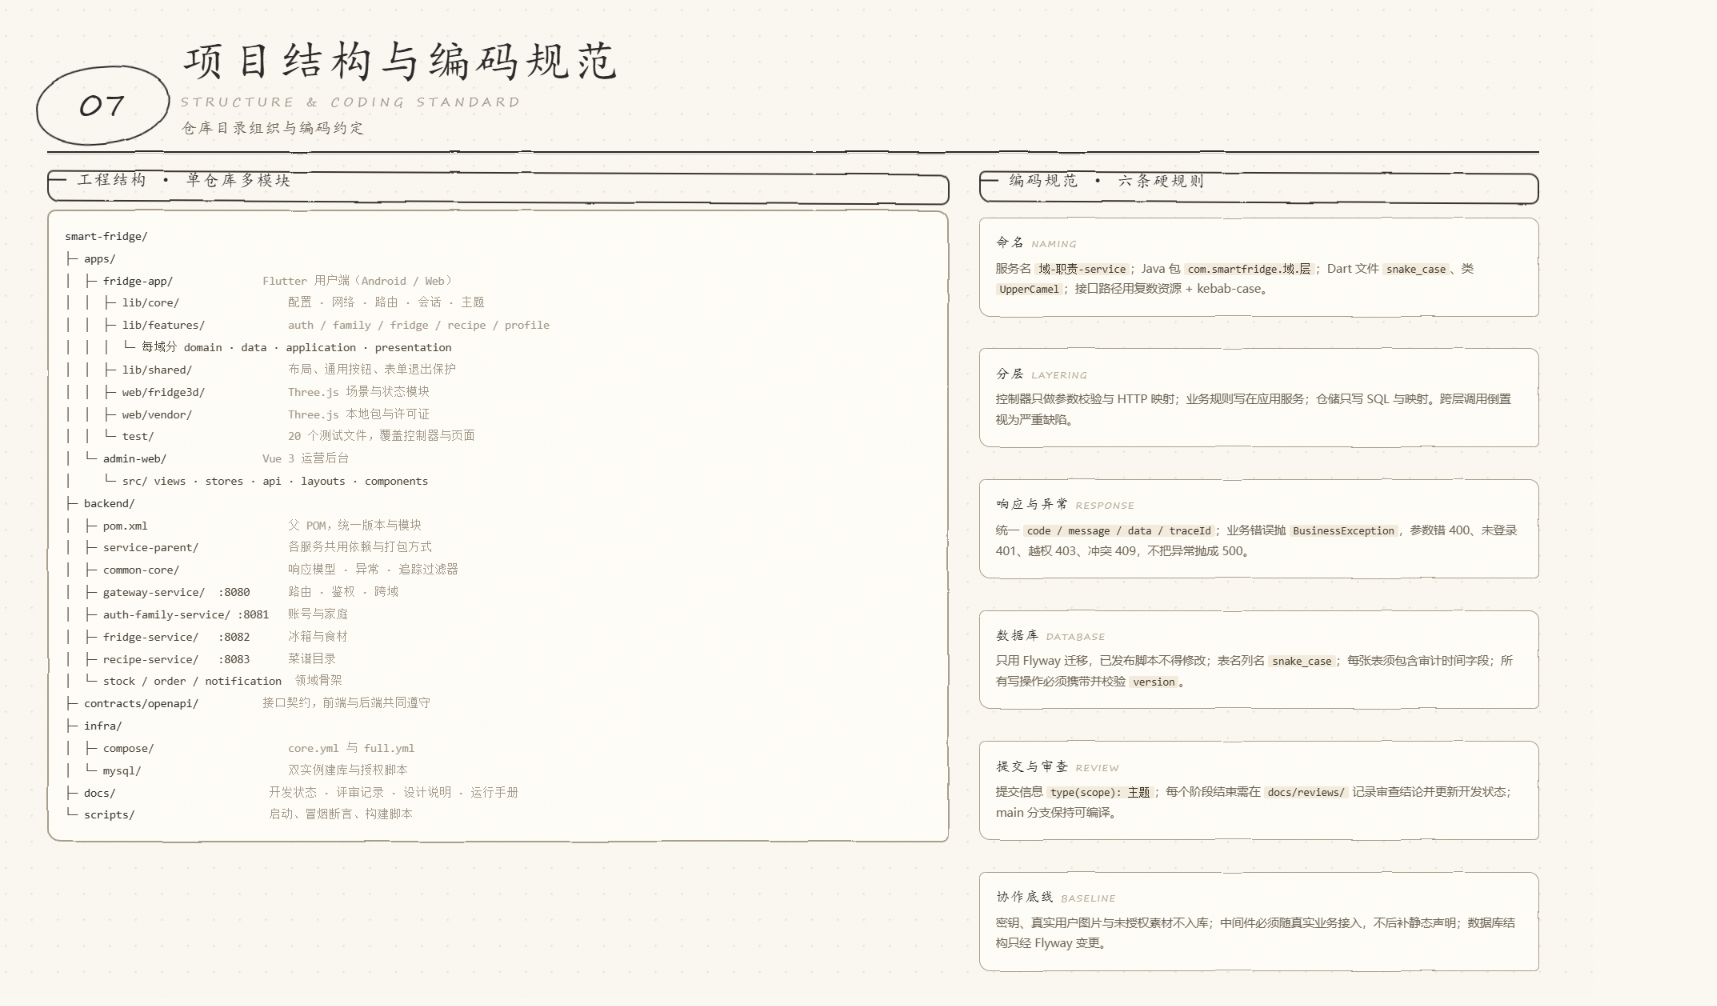 07
项目结构与编码规范
STRUCTURE & CODING STANDARD
仓库目录组织与编码约定
工程结构 • 单仓库多模块
smart-fridge/
├─ apps/
│ ├─ fridge-app/ Flutter 用户端（Android / Web）
│ │ ├─ lib/core/ 配置 · 网络 · 路由 · 会话 · 主题
│ │ ├─ lib/features/ auth / family / fridge / recipe / profile
│ │ │ └─ 每域分 domain · data · application · presentation
│ │ ├─ lib/shared/ 布局、通用按钮、表单退出保护
│ │ ├─ web/fridge3d/ Three.js 场景与状态模块
│ │ ├─ web/vendor/ Three.js 本地包与许可证
│ │ └─ test/ 20 个测试文件，覆盖控制器与页面
│ └─ admin-web/ Vue 3 运营后台
│ └─ src/ views · stores · api · layouts · components
├─ backend/
│ ├─ pom.xml 父 POM，统一版本与模块
│ ├─ service-parent/ 各服务共用依赖与打包方式
│ ├─ common-core/ 响应模型 · 异常 · 追踪过滤器
│ ├─ gateway-service/ :8080 路由 · 鉴权 · 跨域
│ ├─ auth-family-service/ :8081 账号与家庭
│ ├─ fridge-service/ :8082 冰箱与食材
│ ├─ recipe-service/ :8083 菜谱目录
│ └─ stock / order / notification 领域骨架
├─ contracts/openapi/ 接口契约，前端与后端共同遵守
├─ infra/
│ ├─ compose/ core.yml 与 full.yml
│ └─ mysql/ 双实例建库与授权脚本
├─ docs/ 开发状态 · 评审记录 · 设计说明 · 运行手册
└─ scripts/ 启动、冒烟断言、构建脚本
编码规范 • 六条硬规则
命名 NAMING
服务名 域-职责-service；Java 包 com.smartfridge.域.层；Dart 文件 snake_case、类
UpperCamel；接口路径用复数资源 + kebab-case。
分层 LAYERING
控制器只做参数校验与 HTTP 映射；业务规则写在应用服务；仓储只写 SQL 与映射。跨层调用倒置
视为严重缺陷。
响应与异常 RESPONSE
统一 code / message / data / traceId；业务错误抛 BusinessException，参数错 400、未登录
401、越权 403、冲突 409，不把异常抛成 500。
数据库 DATABASE
只用 Flyway 迁移，已发布脚本不得修改；表名列名 snake_case；每张表须包含审计时间字段；所
有写操作必须携带并校验 version。
提交与审查 REVIEW
提交信息 type(scope): 主题；每个阶段结束需在 docs/reviews/ 记录审查结论并更新开发状态；
main 分支保持可编译。
协作底线 BASELINE
密钥、真实用户图片与未授权素材不入库；中间件必须随真实业务接入，不后补静态声明；数据库结
构只经 Flyway 变更。